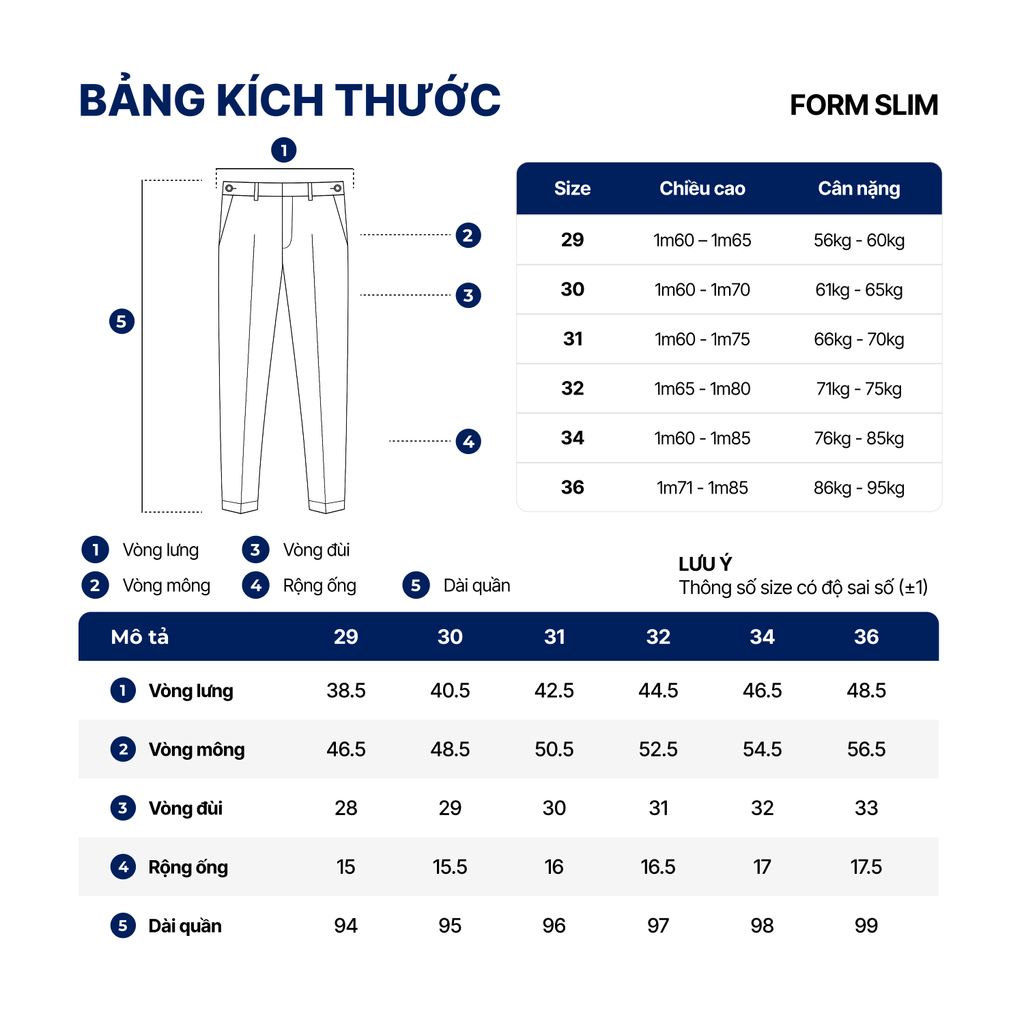 BẢNG KÍCH THƯỚC
FORM SLIM
1
2
3
4
5
Size Chiều cao Cân nặng
29 1m60 – 1m65 56kg - 60kg
30 1m60 - 1m70 61kg - 65kg
31 1m60 - 1m75 66kg - 70kg
32 1m65 - 1m80 71kg - 75kg
34 1m60 - 1m85 76kg - 85kg
36 1m71 - 1m85 86kg - 95kg
1 Vòng lưng 3 Vòng đùi
2 Vòng mông 4 Rộng ống 5 Dài quần
LƯU Ý
Thông số size có độ sai số (±1)
Mô tả 29 30 31 32 34 36
1 Vòng lưng 38.5 40.5 42.5 44.5 46.5 48.5
2 Vòng mông 46.5 48.5 50.5 52.5 54.5 56.5
3 Vòng đùi 28 29 30 31 32 33
4 Rộng ống 15 15.5 16 16.5 17 17.5
5 Dài quần 94 95 96 97 98 99